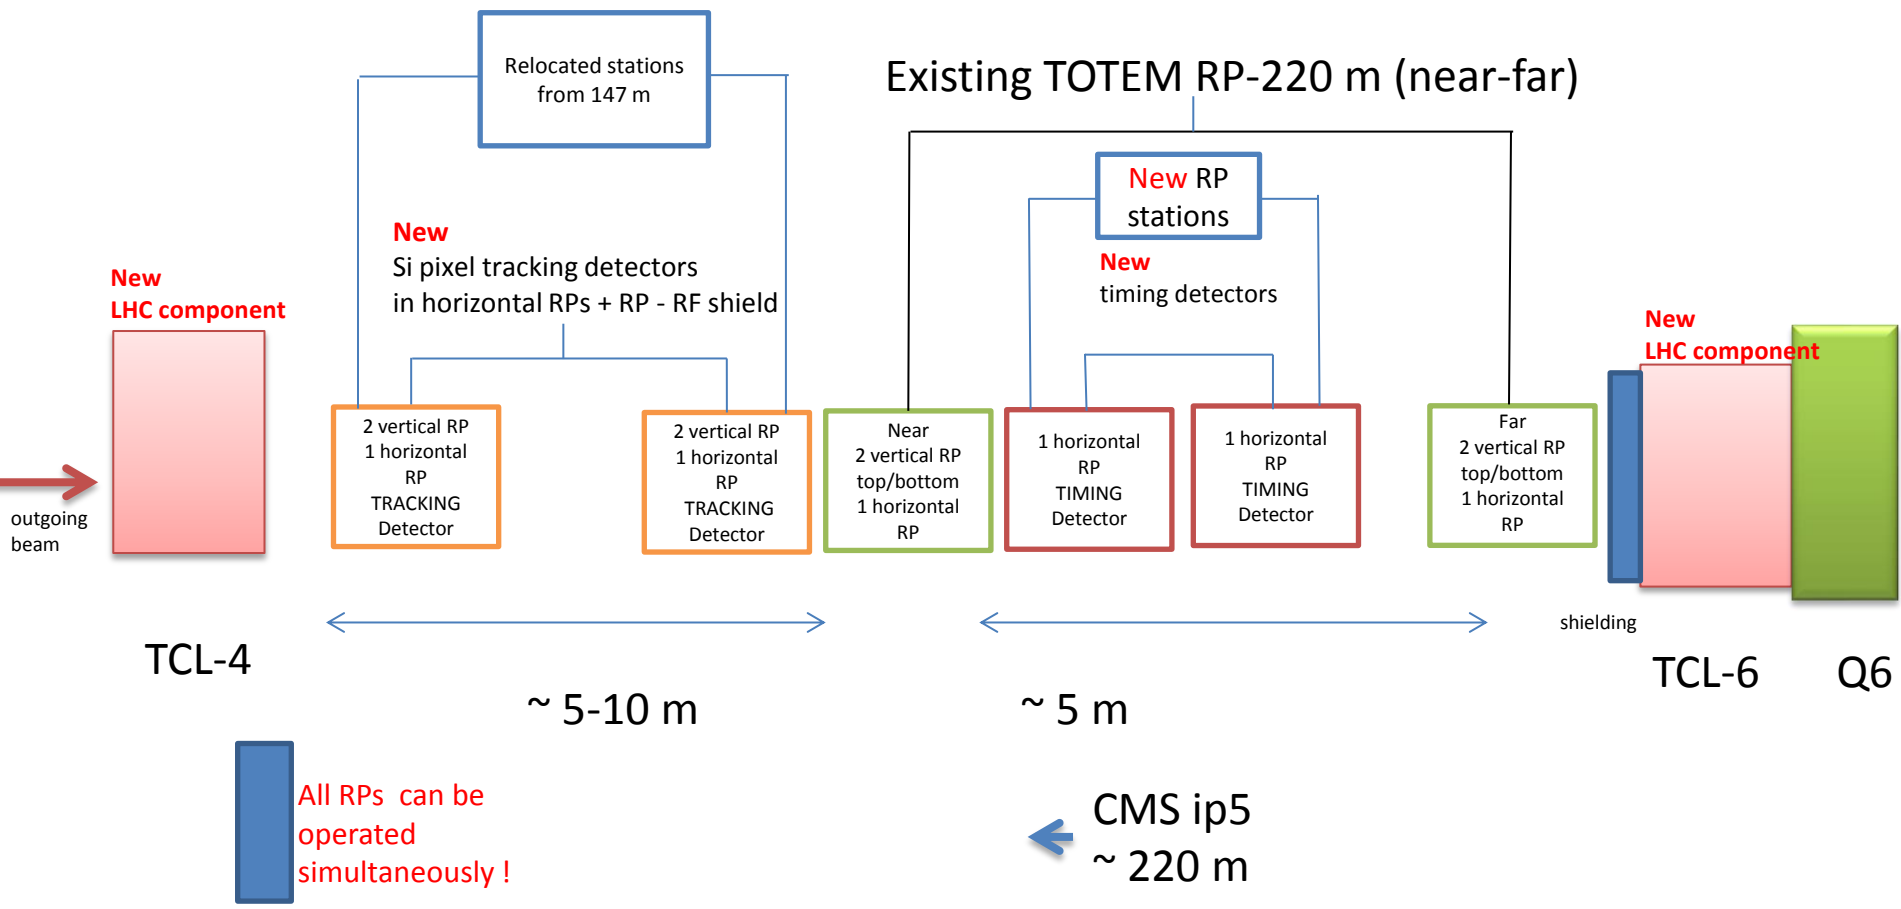 Relocated stations
from 147 m
Existing TOTEM RP-220 m (near-far)
New RP
stations
New
Si pixel tracking detectors
in horizontal RPs + RP - RF shield
New
timing detectors
New
LHC component
New
LHC component
outgoing
beam
2 vertical RP
1 horizontal
RP
TRACKING
Detector
2 vertical RP
1 horizontal
RP
TRACKING
Detector
Near
2 vertical RP
top/bottom
1 horizontal
RP
1 horizontal
RP
TIMING
Detector
1 horizontal
RP
TIMING
Detector
Far
2 vertical RP
top/bottom
1 horizontal
RP
shielding
TCL-4
TCL-6
Q6
~ 5-10 m
~ 5 m
All RPs can be
operated
simultaneously !
CMS ip5
~ 220 m